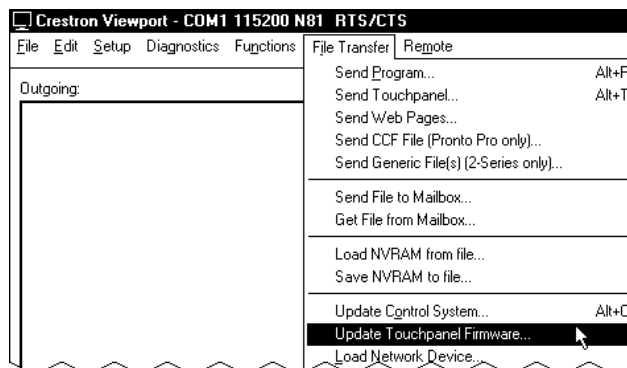 Crestron Viewport - COM1 115200 N81 RTS/CTS
File Edit Setup Diagnostics Functions File Transfer Remote
Outgoing:
Send Program... Alt+F
Send Touchpanel... Alt+T
Send Web Pages...
Send CCF File (Pronto Pro only)...
Send Generic File(s) (2-Series only)...
Send File to Mailbox...
Get File from Mailbox...
Load NVRAM from file...
Save NVRAM to file...
Update Control System... Alt+C
Update Touchpanel Firmware...
Load Network Device...